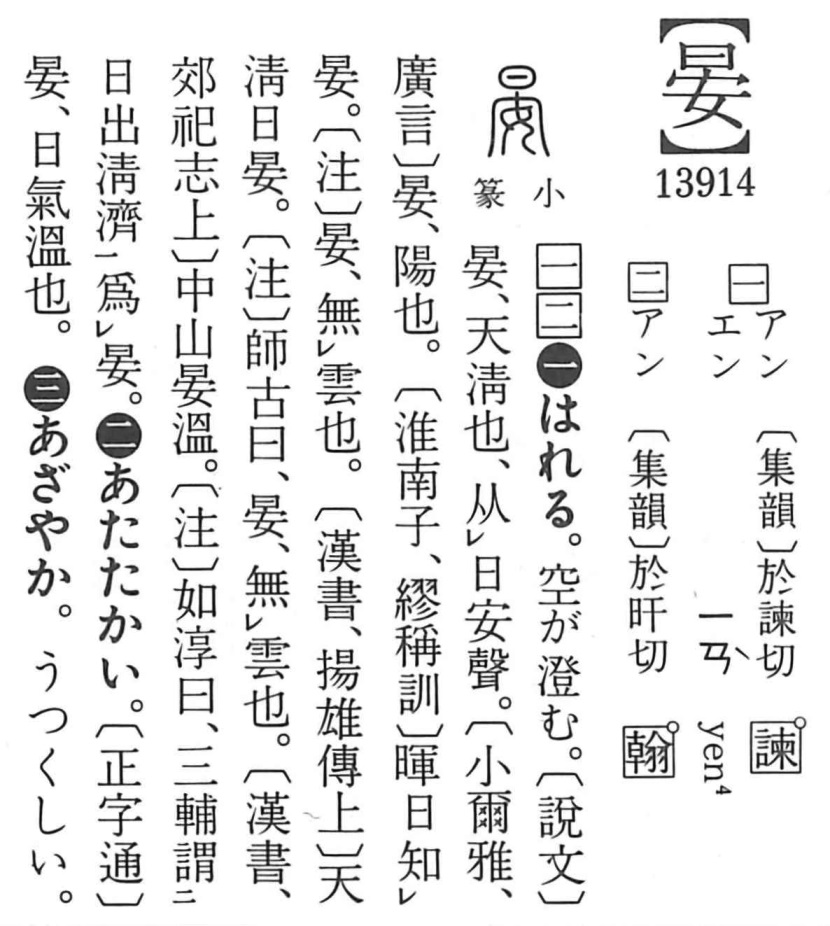 【晏】
13914
一 アン エン 〔集韻〕於諫切 諫
ㄧㄢˋ yen⁴
二 アン 〔集韻〕於旰切 翰
小篆
一二❶はれる。空が澄む。〔說文〕
晏、天淸也、从㆑日安聲。〔小爾雅、
廣言〕晏、陽也。〔淮南子、繆稱訓〕暉日知㆑
晏。〔注〕晏、無㆑雲也。〔漢書、揚雄傳上〕天
淸日晏。〔注〕師古曰、晏、無㆑雲也。〔漢書、
郊祀志上〕中山晏溫。〔注〕如淳曰、三輔謂㆓
日出淸濟㆒爲㆑晏。❷あたたかい。〔正字通〕
晏、日氣溫也。❸あざやか。うつくしい。